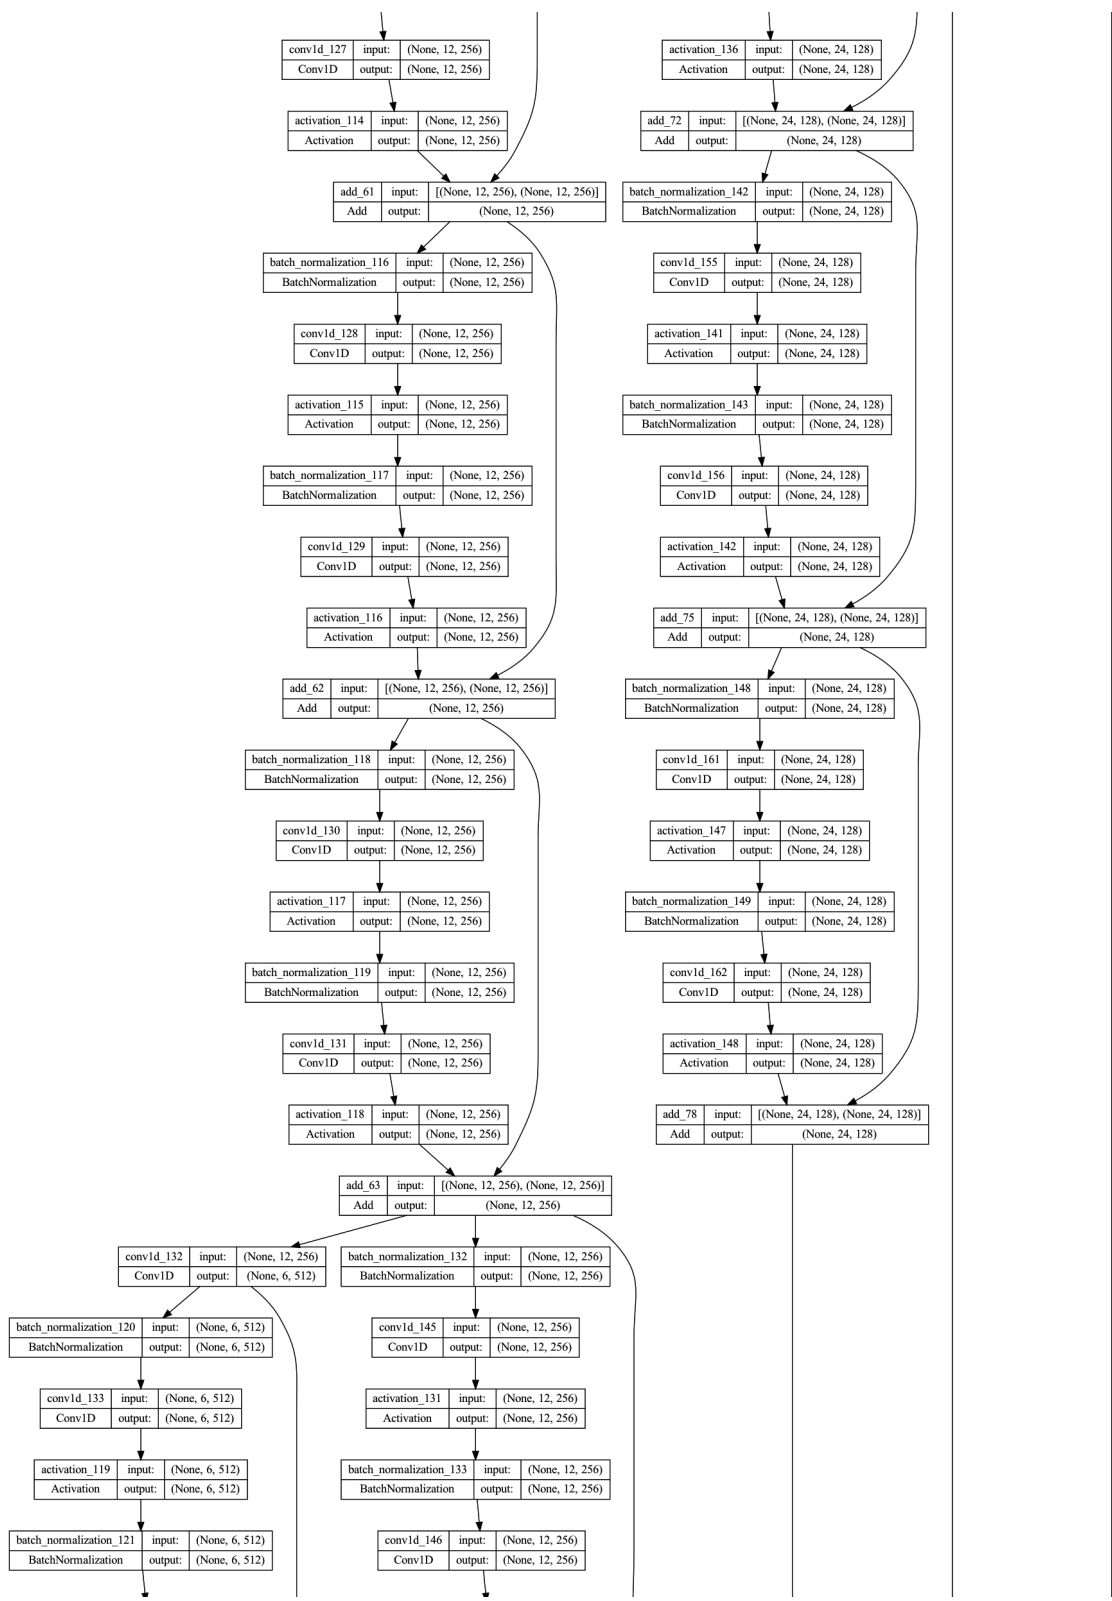 conv1d_127 input: (None, 12, 256)
Conv1D output: (None, 12, 256)
activation_114 input: (None, 12, 256)
Activation output: (None, 12, 256)
add_61 input: [(None, 12, 256), (None, 12, 256)]
Add output: (None, 12, 256)
batch_normalization_116 input: (None, 12, 256)
BatchNormalization output: (None, 12, 256)
conv1d_128 input: (None, 12, 256)
Conv1D output: (None, 12, 256)
activation_115 input: (None, 12, 256)
Activation output: (None, 12, 256)
batch_normalization_117 input: (None, 12, 256)
BatchNormalization output: (None, 12, 256)
conv1d_129 input: (None, 12, 256)
Conv1D output: (None, 12, 256)
activation_116 input: (None, 12, 256)
Activation output: (None, 12, 256)
add_62 input: [(None, 12, 256), (None, 12, 256)]
Add output: (None, 12, 256)
batch_normalization_118 input: (None, 12, 256)
BatchNormalization output: (None, 12, 256)
conv1d_130 input: (None, 12, 256)
Conv1D output: (None, 12, 256)
activation_117 input: (None, 12, 256)
Activation output: (None, 12, 256)
batch_normalization_119 input: (None, 12, 256)
BatchNormalization output: (None, 12, 256)
conv1d_131 input: (None, 12, 256)
Conv1D output: (None, 12, 256)
activation_118 input: (None, 12, 256)
Activation output: (None, 12, 256)
add_63 input: [(None, 12, 256), (None, 12, 256)]
Add output: (None, 12, 256)
conv1d_132 input: (None, 12, 256)
Conv1D output: (None, 6, 512)
batch_normalization_120 input: (None, 6, 512)
BatchNormalization output: (None, 6, 512)
conv1d_133 input: (None, 6, 512)
Conv1D output: (None, 6, 512)
activation_119 input: (None, 6, 512)
Activation output: (None, 6, 512)
batch_normalization_121 input: (None, 6, 512)
BatchNormalization output: (None, 6, 512)
batch_normalization_132 input: (None, 12, 256)
BatchNormalization output: (None, 12, 256)
conv1d_145 input: (None, 12, 256)
Conv1D output: (None, 12, 256)
activation_131 input: (None, 12, 256)
Activation output: (None, 12, 256)
batch_normalization_133 input: (None, 12, 256)
BatchNormalization output: (None, 12, 256)
conv1d_146 input: (None, 12, 256)
Conv1D output: (None, 12, 256)
activation_136 input: (None, 24, 128)
Activation output: (None, 24, 128)
add_72 input: [(None, 24, 128), (None, 24, 128)]
Add output: (None, 24, 128)
batch_normalization_142 input: (None, 24, 128)
BatchNormalization output: (None, 24, 128)
conv1d_155 input: (None, 24, 128)
Conv1D output: (None, 24, 128)
activation_141 input: (None, 24, 128)
Activation output: (None, 24, 128)
batch_normalization_143 input: (None, 24, 128)
BatchNormalization output: (None, 24, 128)
conv1d_156 input: (None, 24, 128)
Conv1D output: (None, 24, 128)
activation_142 input: (None, 24, 128)
Activation output: (None, 24, 128)
add_75 input: [(None, 24, 128), (None, 24, 128)]
Add output: (None, 24, 128)
batch_normalization_148 input: (None, 24, 128)
BatchNormalization output: (None, 24, 128)
conv1d_161 input: (None, 24, 128)
Conv1D output: (None, 24, 128)
activation_147 input: (None, 24, 128)
Activation output: (None, 24, 128)
batch_normalization_149 input: (None, 24, 128)
BatchNormalization output: (None, 24, 128)
conv1d_162 input: (None, 24, 128)
Conv1D output: (None, 24, 128)
activation_148 input: (None, 24, 128)
Activation output: (None, 24, 128)
add_78 input: [(None, 24, 128), (None, 24, 128)]
Add output: (None, 24, 128)